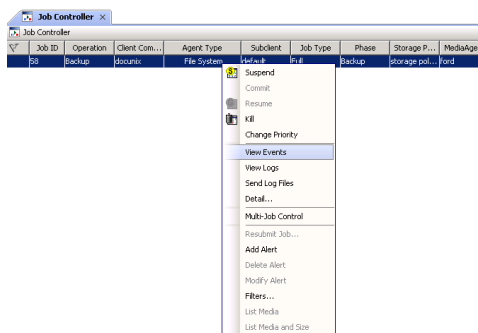 Job Controller
Job Controller
Job ID Operation Client Com... Agent Type Subclient Job Type Phase Storage P... MediaAge
58 Backup docunix File System default Full Backup storage pol... ford
Suspend
Commit
Resume
Kill
Change Priority
View Events
View Logs
Send Log Files
Detail...
Multi-Job Control
Resubmit Job...
Add Alert
Delete Alert
Modify Alert
Filters...
List Media
List Media and Size